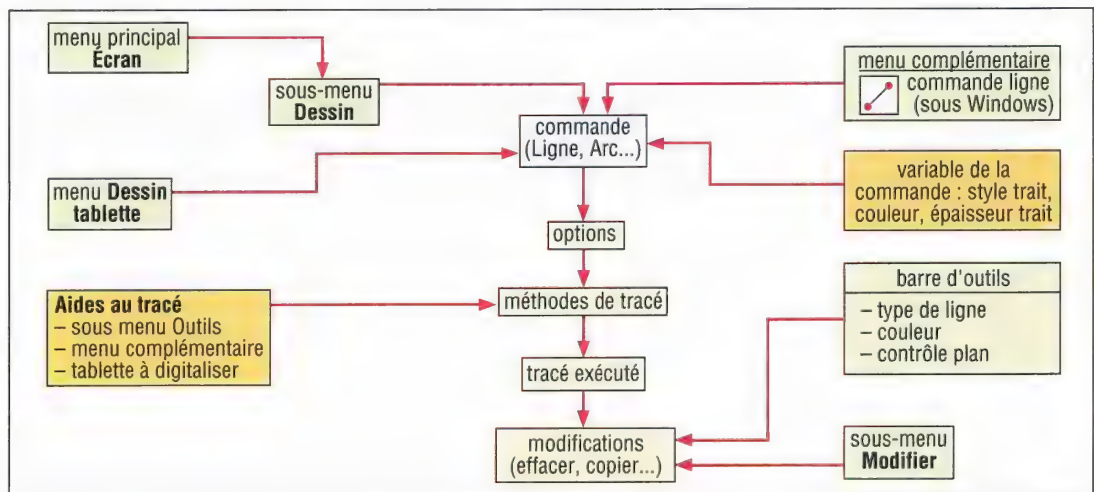 menu principal
Écran
sous-menu
Dessin
menu complémentaire
commande ligne
(sous Windows)
commande
(Ligne, Arc...)
menu Dessin
tablette
variable de la
commande : style trait,
couleur, épaisseur trait
options
Aides au tracé
– sous menu Outils
– menu complémentaire
– tablette à digitaliser
méthodes de tracé
barre d'outils
– type de ligne
– couleur
– contrôle plan
tracé exécuté
modifications
(effacer, copier...)
sous-menu
Modifier